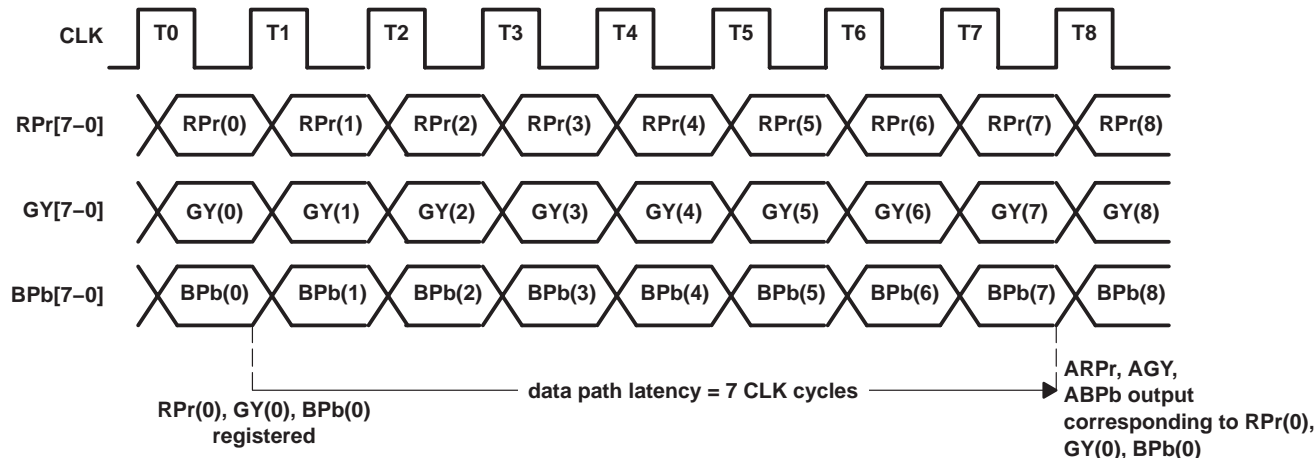 CLK T0 T1 T2 T3 T4 T5 T6 T7 T8
RPr[7–0] RPr(0) RPr(1) RPr(2) RPr(3) RPr(4) RPr(5) RPr(6) RPr(7) RPr(8)
GY[7–0] GY(0) GY(1) GY(2) GY(3) GY(4) GY(5) GY(6) GY(7) GY(8)
BPb[7–0] BPb(0) BPb(1) BPb(2) BPb(3) BPb(4) BPb(5) BPb(6) BPb(7) BPb(8)
data path latency = 7 CLK cycles
RPr(0), GY(0), BPb(0)
registered
ARPr, AGY,
ABPb output
corresponding to RPr(0),
GY(0), BPb(0)